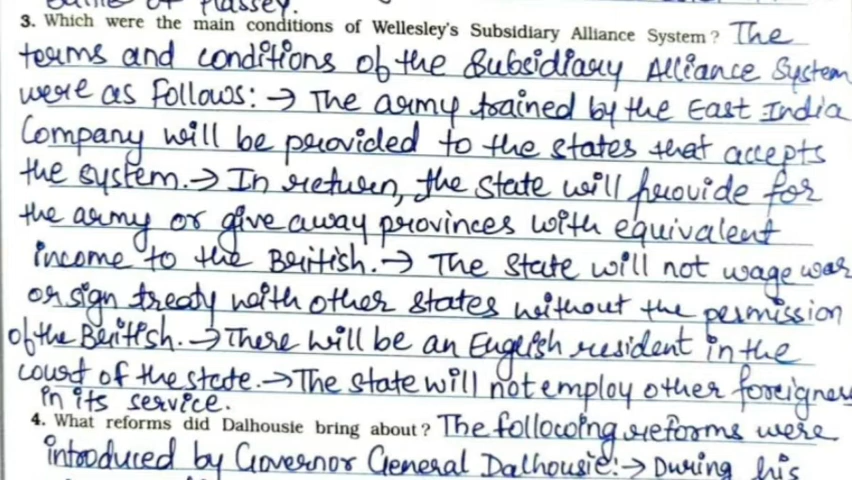 Battle of Plassey.
3. Which were the main conditions of Wellesley's Subsidiary Alliance System? The
terms and conditions of the Subsidiary Alliance System
were as follows: → The army trained by the East India
Company will be provided to the states that accepts
the system. → In return, the state will provide for
the army or give away provinces with equivalent
income to the British. → The State will not wage war
or sign treaty with other states without the permission
of the British. → There will be an English resident in the
court of the state. → The state will not employ other foreigners
in its service.
4. What reforms did Dalhousie bring about? The following reforms were
introduced by Governor General Dalhousie: → During his